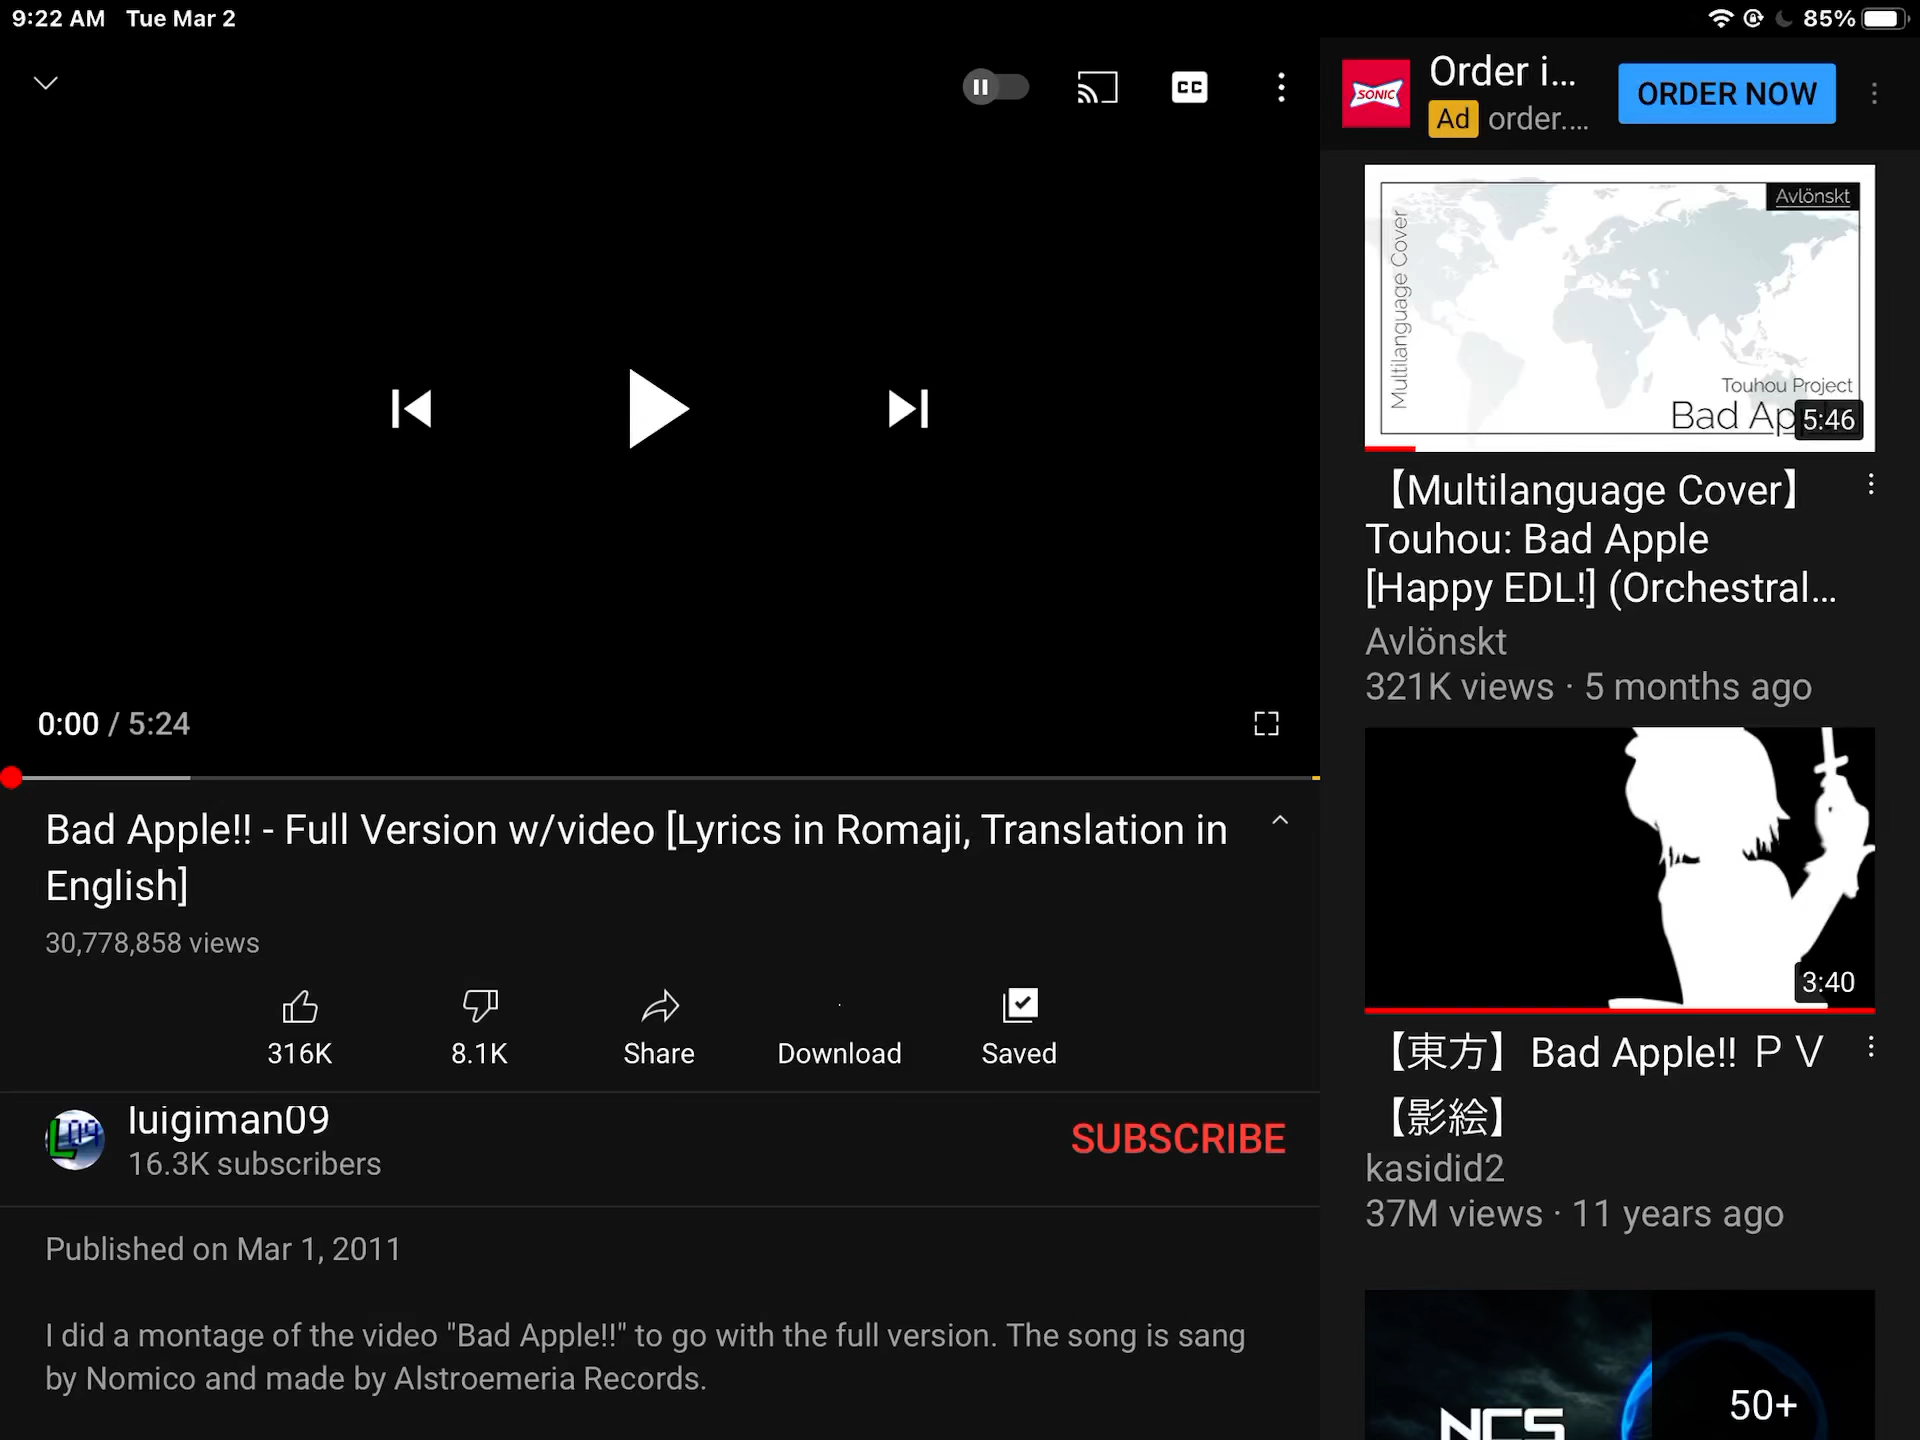 9:22 AM Tue Mar 2
85%
CC
0:00 / 5:24
Bad Apple!! - Full Version w/video [Lyrics in Romaji, Translation in
English]
30,778,858 views
316K
8.1K
Share
Download
Saved
L09
luigiman09
16.3K subscribers
SUBSCRIBE
Published on Mar 1, 2011
I did a montage of the video "Bad Apple!!" to go with the full version. The song is sang
by Nomico and made by Alstroemeria Records.
SONIC
Order i...
Ad order....
ORDER NOW
Avlönskt
Multilanguage Cover
Touhou Project
Bad Ap
5:46
【Multilanguage Cover】
Touhou: Bad Apple
[Happy EDL!] (Orchestral...
Avlönskt
321K views · 5 months ago
3:40
【東方】Bad Apple!! ＰＶ
【影絵】
kasidid2
37M views · 11 years ago
NCS
50+